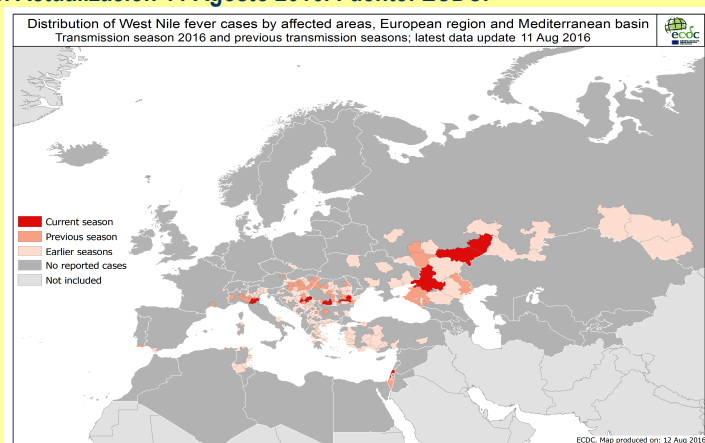 Distribution of West Nile fever cases by affected areas, European region and Mediterranean basin
Transmission season 2016 and previous transmission seasons; latest data update 11 Aug 2016
ecdc
Current season
Previous season
Earlier seasons
No reported cases
Not included
ECDC. Map produced on: 12 Aug 2016